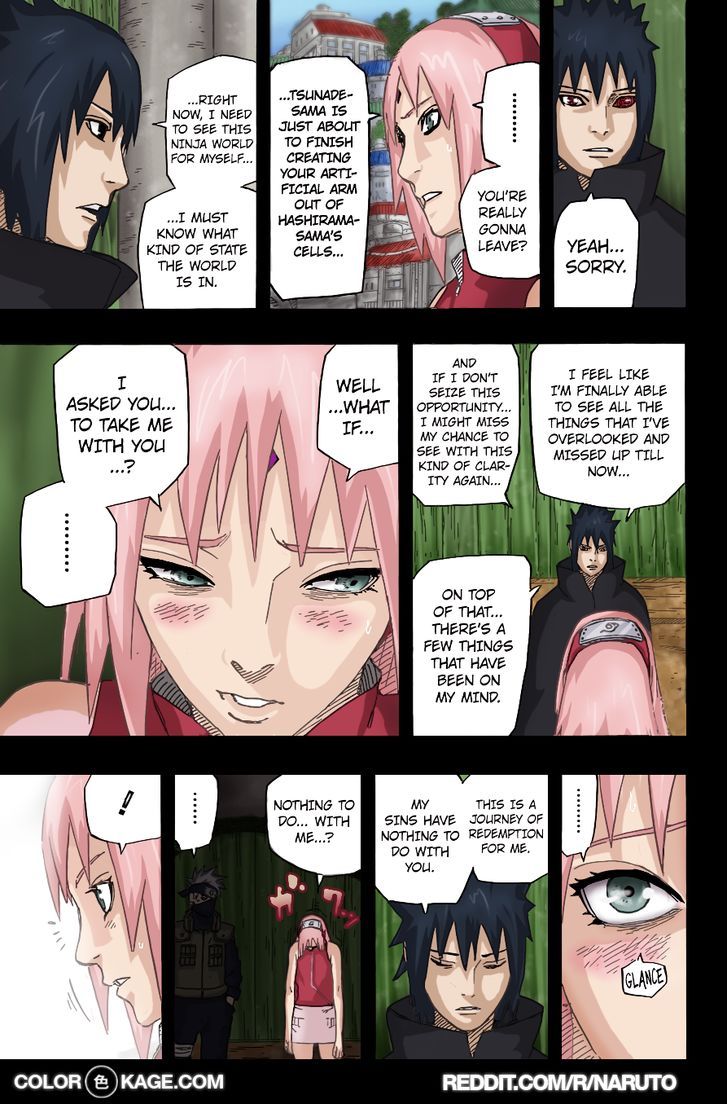 YEAH...
SORRY.
......
YOU'RE
REALLY
GONNA
LEAVE?
...TSUNADE-
SAMA IS
JUST ABOUT
TO FINISH
CREATING
YOUR ARTI-
FICIAL ARM
OUT OF
HASHIRAMA-
SAMA'S
CELLS...
...RIGHT
NOW, I NEED
TO SEE THIS
NINJA WORLD
FOR MYSELF...
...I MUST
KNOW WHAT
KIND OF STATE
THE WORLD
IS IN.
I FEEL LIKE
I'M FINALLY ABLE
TO SEE ALL THE
THINGS THAT I'VE
OVERLOOKED AND
MISSED UP TILL
NOW...
AND
IF I DON'T
SEIZE THIS
OPPORTUNITY...
I MIGHT MISS
MY CHANCE TO
SEE WITH THIS
KIND OF CLAR-
ITY AGAIN...
ON TOP
OF THAT...
THERE'S A
FEW THINGS
THAT HAVE
BEEN ON
MY MIND.
WELL
...WHAT
IF...
I
ASKED YOU...
TO TAKE ME
WITH YOU
...?
........
......
GLANCE
THIS IS A
JOURNEY OF
REDEMPTION
FOR ME.
MY
SINS HAVE
NOTHING TO
DO WITH
YOU.
NOTHING TO
DO... WITH
ME...?
......
!
COLOR 色 KAGE.COM
REDDIT.COM/R/NARUTO